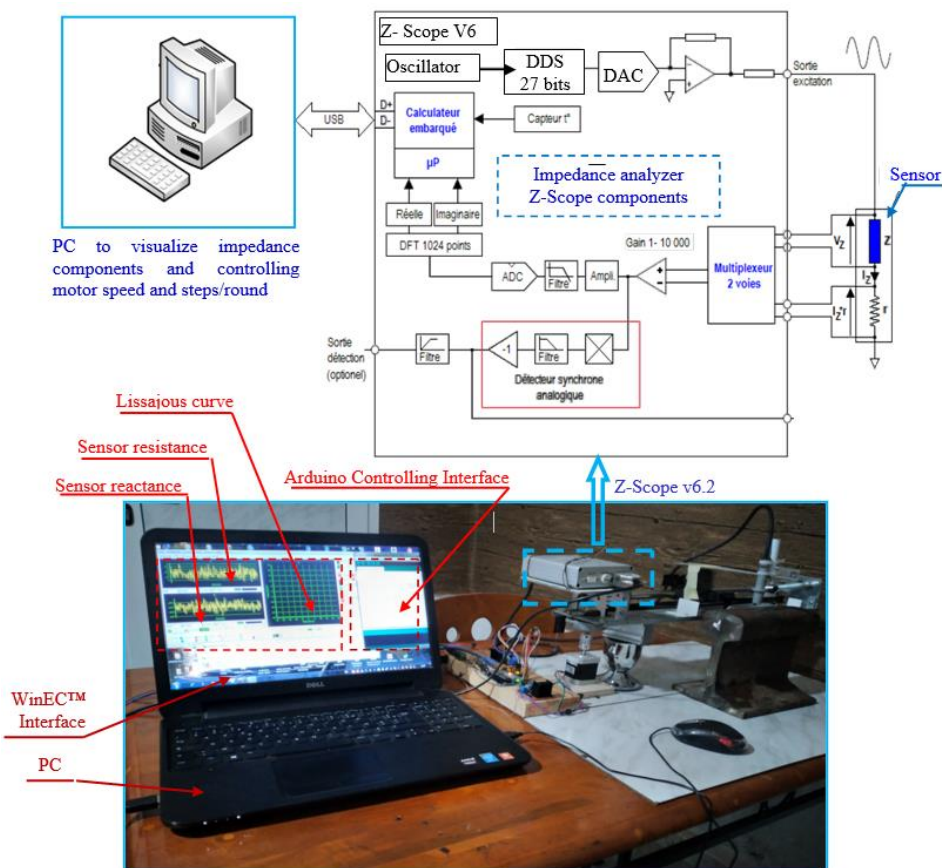 Z- Scope V6
Oscillator
DDS
27 bits
DAC
Sortie
excitation
D+
D-
USB
Calculateur
embarqué
µP
Capteur t°
Impedance analyzer
Z-Scope components
Sensor
Réelle
Imaginaire
DFT 1024 points
Gain 1- 10 000
PC to visualize impedance
components and controlling
motor speed and steps/round
ADC
Filtre
Ampli.
Multiplexeur
2 voies
VZ
Z
IZ
IZ*r
r
Sortie
détection
(optionel)
Filtre
-1
Filtre
Détecteur synchrone
analogique
Lissajous curve
Sensor resistance
Sensor reactance
Arduino Controlling Interface
Z-Scope v6.2
WinEC™
Interface
PC
DELL